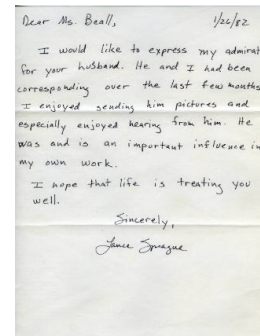 Dear Ms. Beall, 1/26/82
I would like to express my admirat
for your husband. He and I had been
corresponding over the last few months
I enjoyed sending him pictures and
especially enjoyed hearing from him. He
was and is an important influence in
my own work.
I hope that life is treating you
well.
Sincerely,
Lance Sprague